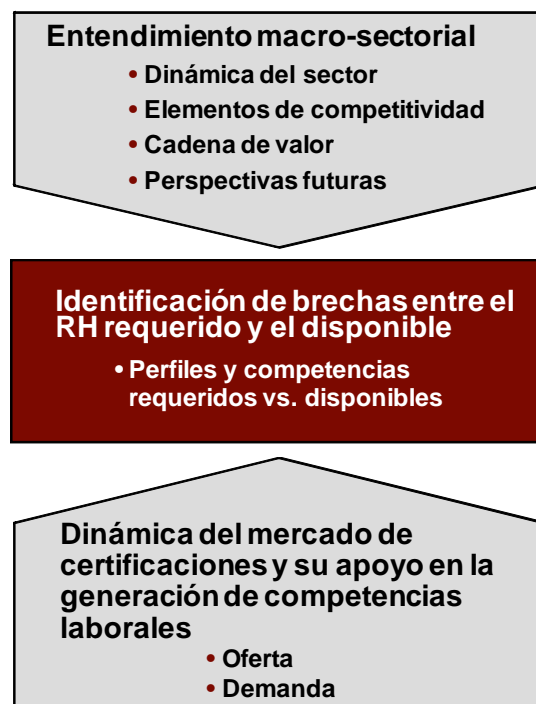 Entendimiento macro-sectorial
• Dinámica del sector
• Elementos de competitividad
• Cadena de valor
• Perspectivas futuras
Identificación de brechas entre el
RH requerido y el disponible
• Perfiles y competencias
requeridos vs. disponibles
Dinámica del mercado de
certificaciones y su apoyo en la
generación de competencias
laborales
• Oferta
• Demanda